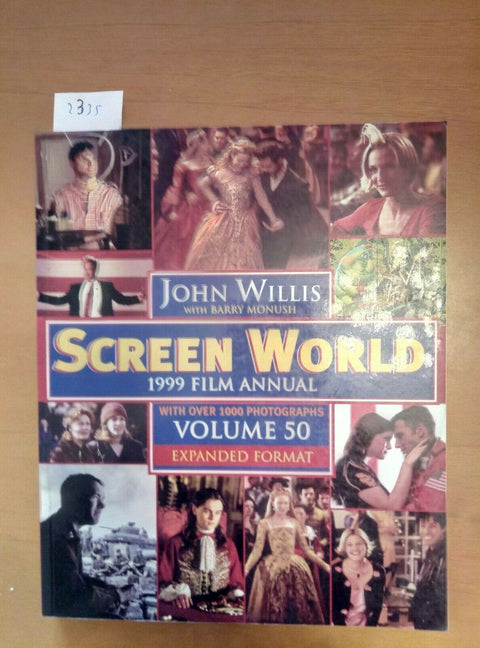 2335
JOHN WILLIS
WITH BARRY MONUSH
SCREEN WORLD
1999 FILM ANNUAL
WITH OVER 1000 PHOTOGRAPHS
VOLUME 50
EXPANDED FORMAT